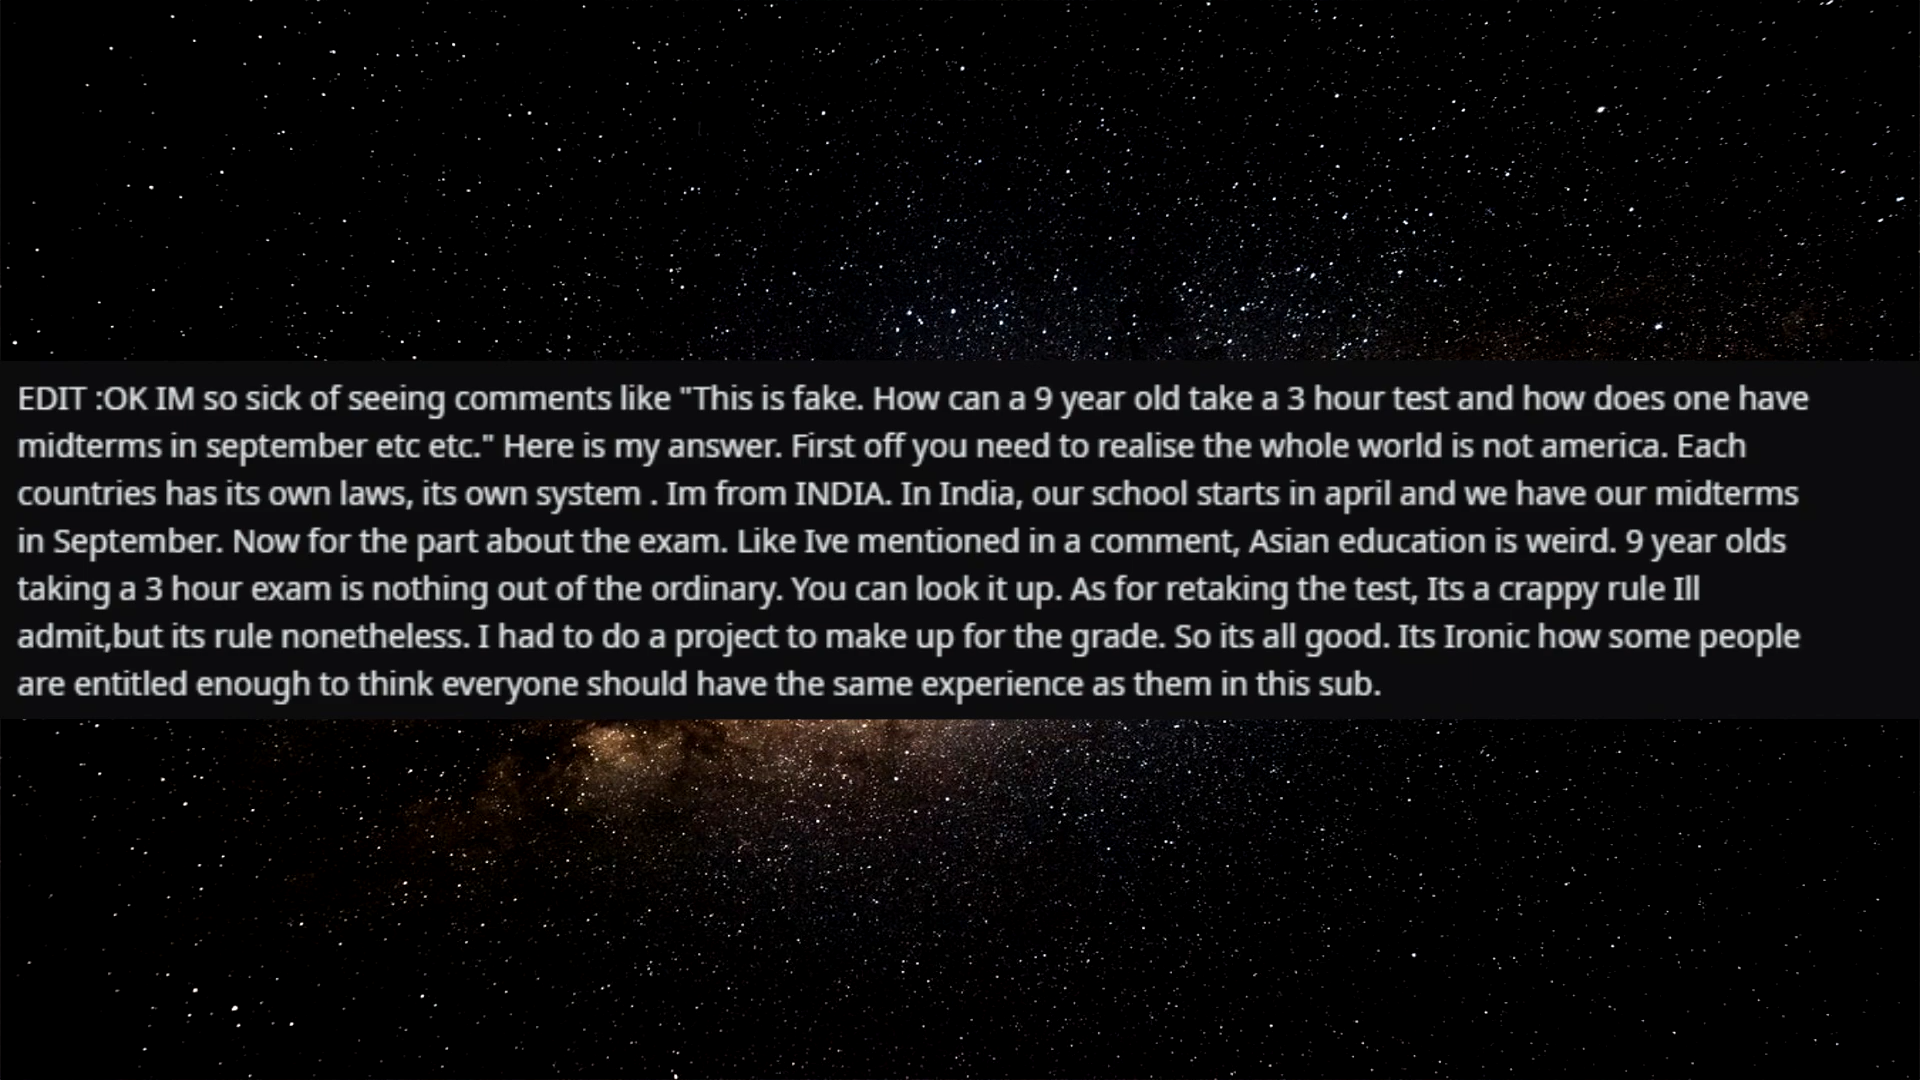 EDIT :OK IM so sick of seeing comments like "This is fake. How can a 9 year old take a 3 hour test and how does one have
midterms in september etc etc." Here is my answer. First off you need to realise the whole world is not america. Each
countries has its own laws, its own system . Im from INDIA. In India, our school starts in april and we have our midterms
in September. Now for the part about the exam. Like Ive mentioned in a comment, Asian education is weird. 9 year olds
taking a 3 hour exam is nothing out of the ordinary. You can look it up. As for retaking the test, Its a crappy rule Ill
admit,but its rule nonetheless. I had to do a project to make up for the grade. So its all good. Its Ironic how some people
are entitled enough to think everyone should have the same experience as them in this sub.